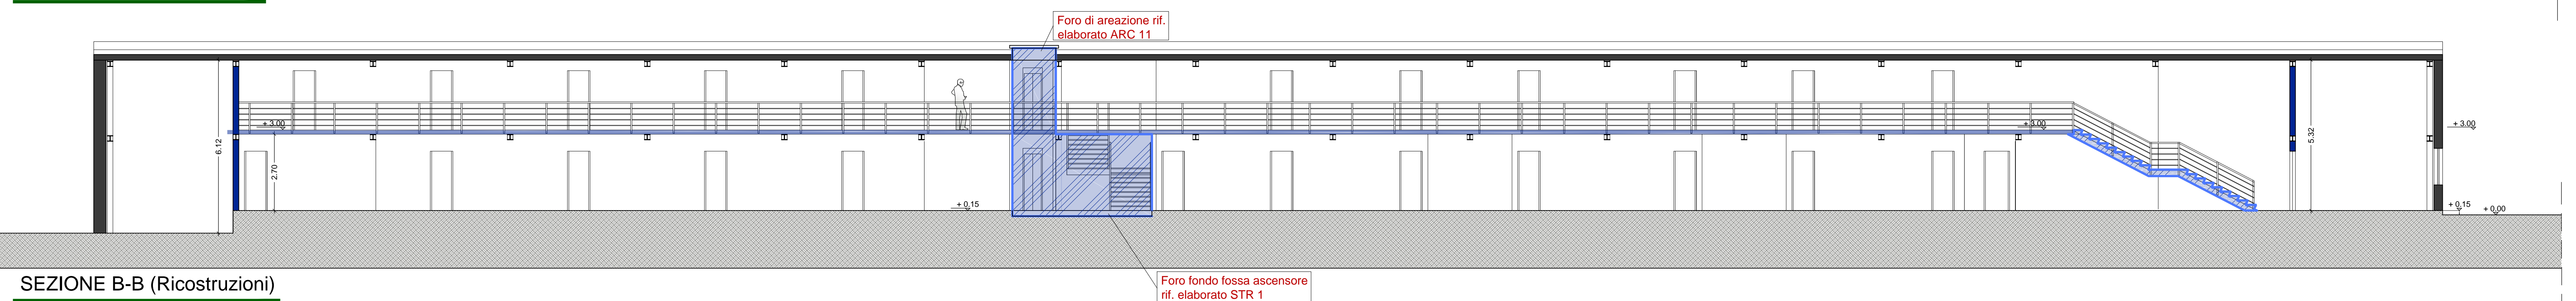 Foro di areazione rif.
elaborato ARC 11
+ 3.00
+ 3.00
+ 3.00
6.12
2.70
5.32
+ 0.15
+ 0.15
+ 0.00
SEZIONE B-B (Ricostruzioni)
Foro fondo fossa ascensore
rif. elaborato STR 1